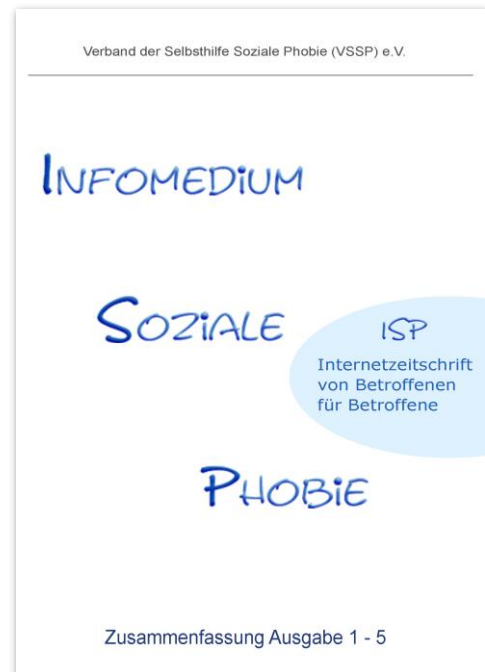 Verband der Selbsthilfe Soziale Phobie (VSSP) e.V.
INFOMEDiUM
SOZiALE
ISP
Internetzeitschrift
von Betroffenen
für Betroffene
PHOBiE
Zusammenfassung Ausgabe 1 - 5